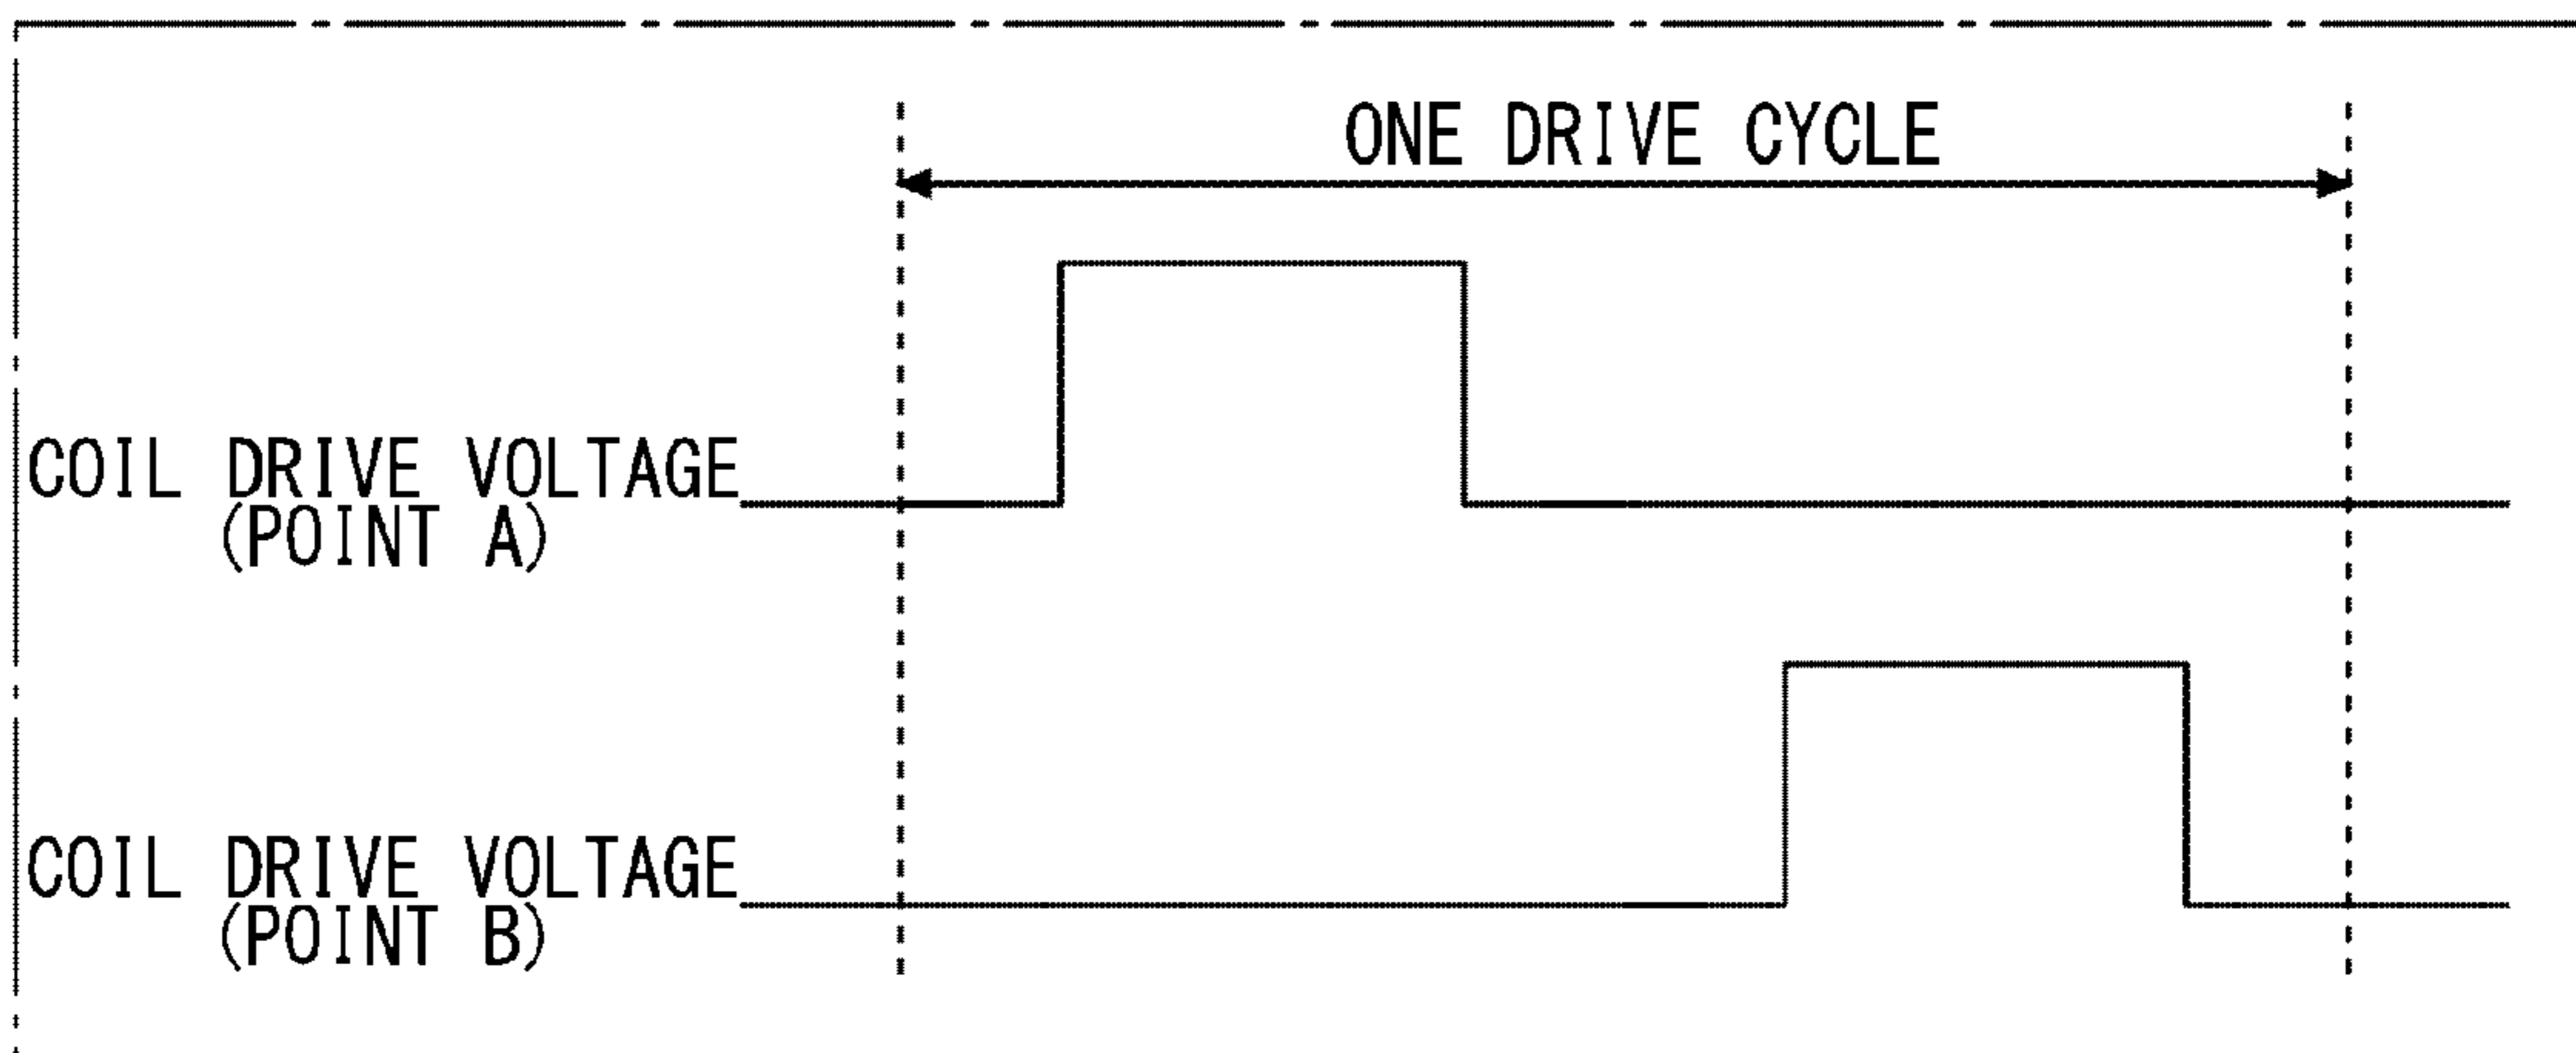 ONE DRIVE CYCLE
COIL DRIVE VOLTAGE
(POINT A)
COIL DRIVE VOLTAGE
(POINT B)